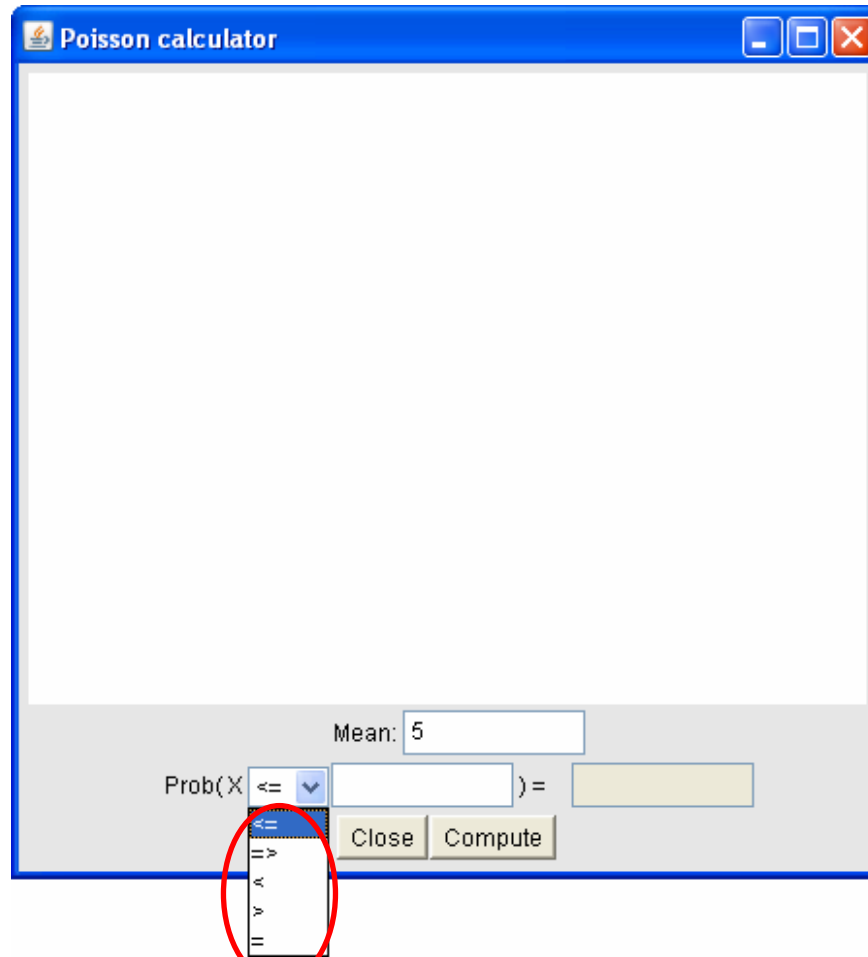 Poisson calculator
Mean: 5
Prob(X <= ) =
<=
=>
<
>
=
Close Compute